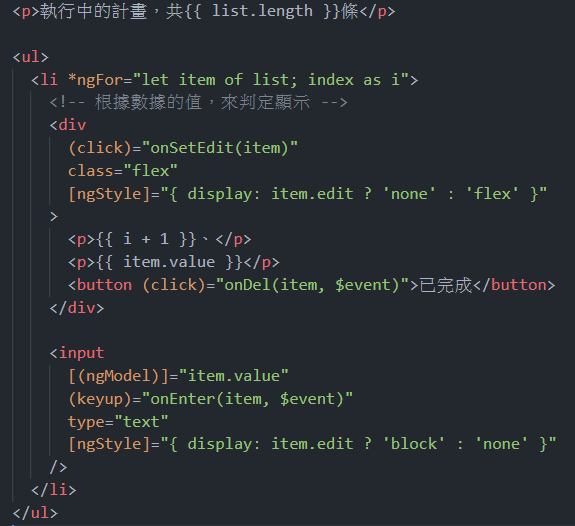 <p>執行中的計畫，共{{ list.length }}條</p>
<ul>
<li *ngFor="let item of list; index as i">
<!-- 根據數據的值，來判定顯示 -->
<div
(click)="onSetEdit(item)"
class="flex"
[ngStyle]="{ display: item.edit ? 'none' : 'flex' }"
>
<p>{{ i + 1 }}、</p>
<p>{{ item.value }}</p>
<button (click)="onDel(item, $event)">已完成</button>
</div>
<input
[(ngModel)]="item.value"
(keyup)="onEnter(item, $event)"
type="text"
[ngStyle]="{ display: item.edit ? 'block' : 'none' }"
/>
</li>
</ul>